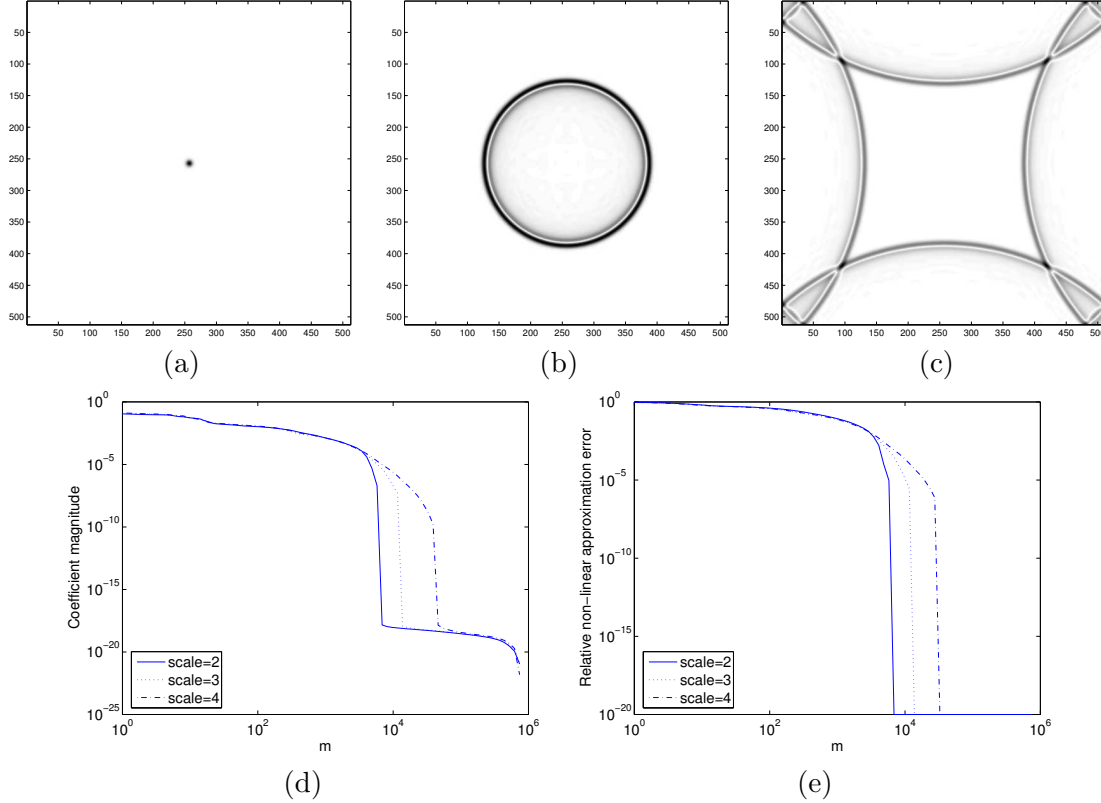 50
100
150
200
250
300
350
400
450
500
50 100 150 200 250 300 350 400 450 500
(a)
50
100
150
200
250
300
350
400
450
500
50 100 150 200 250 300 350 400 450 500
(b)
50
100
150
200
250
300
350
400
450
500
50 100 150 200 250 300 350 400 450 500
(c)
Coefficient magnitude
10^0
10^-5
10^-10
10^-15
10^-20
10^-25
scale=2
scale=3
scale=4
10^0 10^2 10^4 10^6
m
(d)
Relative non-linear approximation error
10^0
10^-5
10^-10
10^-15
10^-20
scale=2
scale=3
scale=4
10^0 10^2 10^4 10^6
m
(e)